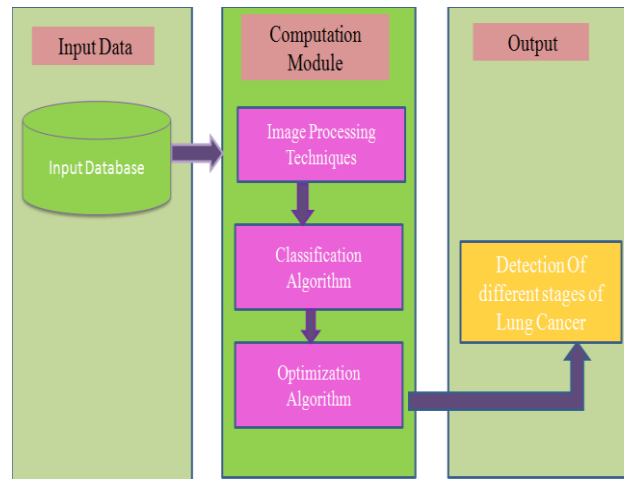 Input Data
Input Database
Computation
Module
Image Processing
Techniques
Classification
Algorithm
Optimization
Algorithm
Output
Detection Of
different stages of
Lung Cancer